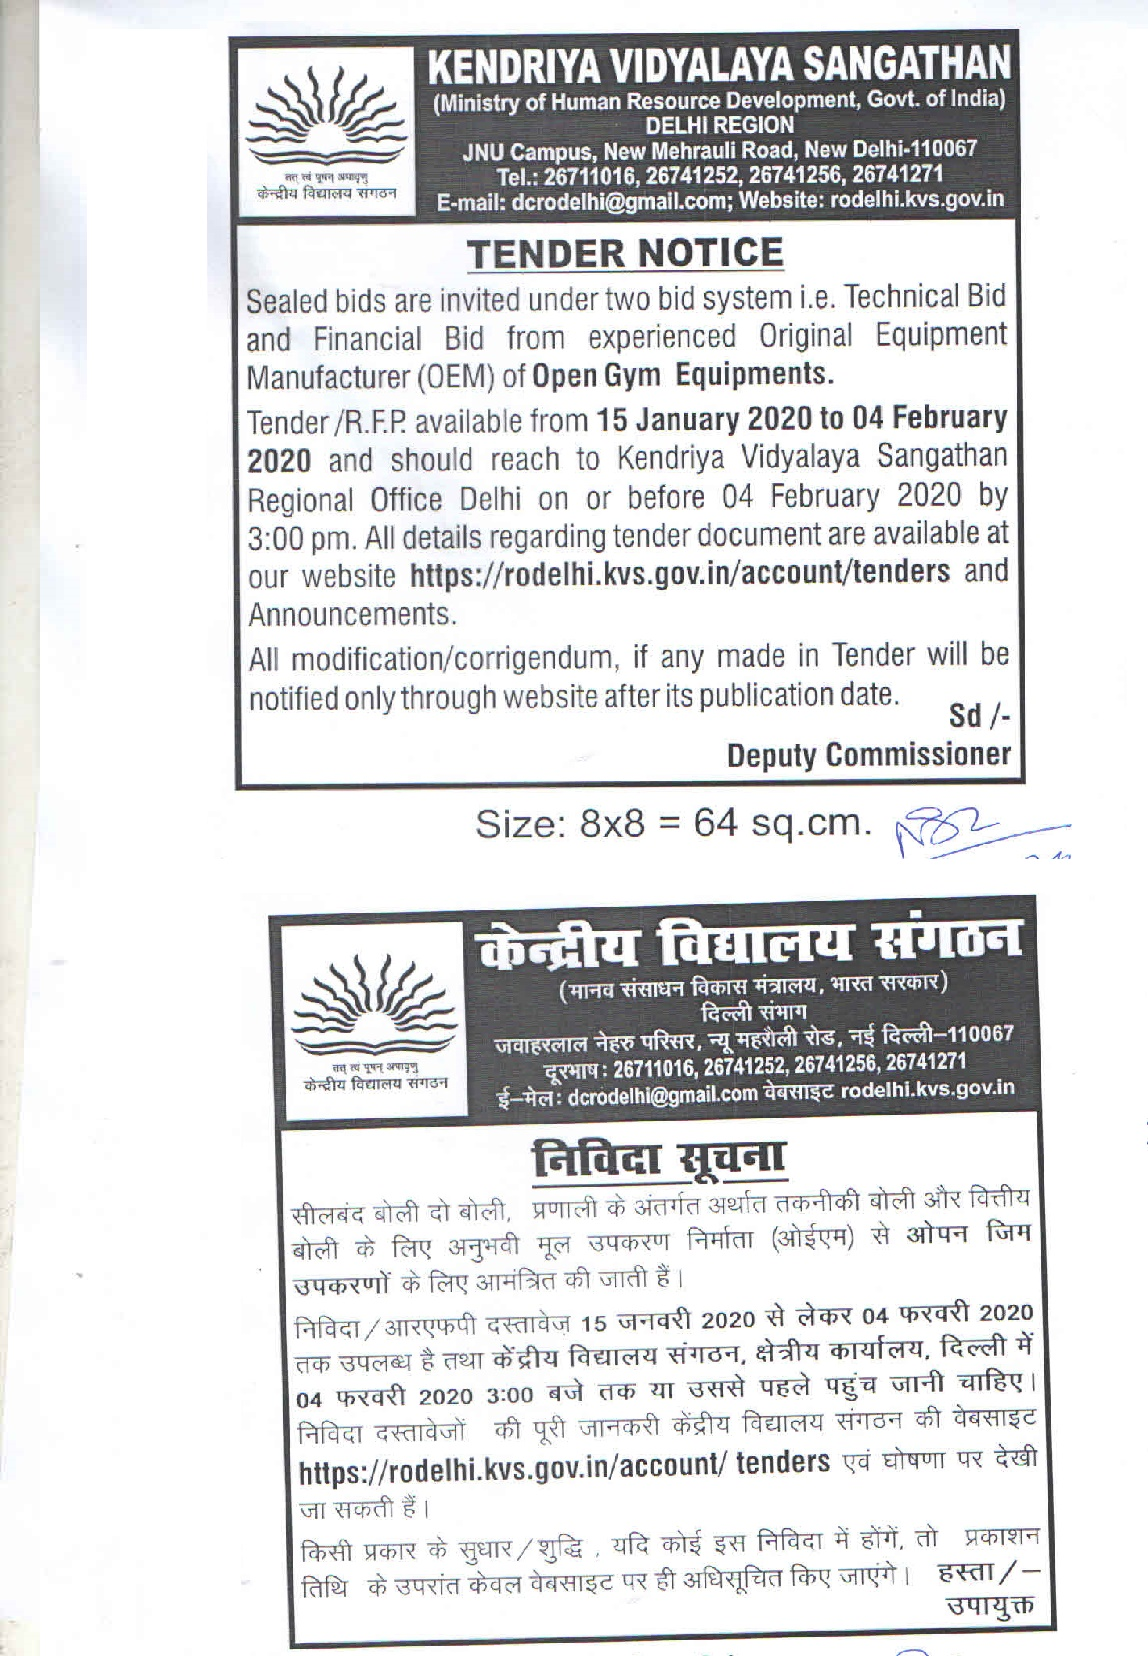 KENDRIYA VIDYALAYA SANGATHAN
(Ministry of Human Resource Development, Govt. of India)
DELHI REGION
JNU Campus, New Mehrauli Road, New Delhi-110067
Tel.: 26711016, 26741252, 26741256, 26741271
E-mail: dcrodelhi@gmail.com; Website: rodelhi.kvs.gov.in
तत् त्वं पूषन् अपावृणु
केन्द्रीय विद्यालय संगठन
TENDER NOTICE
Sealed bids are invited under two bid system i.e. Technical Bid
and Financial Bid from experienced Original Equipment
Manufacturer (OEM) of Open Gym Equipments.
Tender /R.F.P. available from 15 January 2020 to 04 February
2020 and should reach to Kendriya Vidyalaya Sangathan
Regional Office Delhi on or before 04 February 2020 by
3:00 pm. All details regarding tender document are available at
our website https://rodelhi.kvs.gov.in/account/tenders and
Announcements.
All modification/corrigendum, if any made in Tender will be
notified only through website after its publication date.
Sd /-
Deputy Commissioner
Size: 8x8 = 64 sq.cm.
केन्द्रीय विद्यालय संगठन
(मानव संसाधन विकास मंत्रालय, भारत सरकार)
दिल्ली संभाग
जवाहरलाल नेहरु परिसर, न्यू महरौली रोड, नई दिल्ली–110067
दूरभाष : 26711016, 26741252, 26741256, 26741271
ई–मेल: dcrodelhi@gmail.com वेबसाइट rodelhi.kvs.gov.in
तत् त्वं पूषन् अपावृणु
केन्द्रीय विद्यालय संगठन
निविदा सूचना
सीलबंद बोली दो बोली, प्रणाली के अंतर्गत अर्थात तकनीकी बोली और वित्तीय
बोली के लिए अनुभवी मूल उपकरण निर्माता (ओईएम) से ओपन जिम
उपकरणों के लिए आमंत्रित की जाती हैं।
निविदा/आरएफपी दस्तावेज़ 15 जनवरी 2020 से लेकर 04 फरवरी 2020
तक उपलब्ध है तथा केंद्रीय विद्यालय संगठन, क्षेत्रीय कार्यालय, दिल्ली में
04 फरवरी 2020 3:00 बजे तक या उससे पहले पहुंच जानी चाहिए।
निविदा दस्तावेजों की पूरी जानकरी केंद्रीय विद्यालय संगठन की वेबसाइट
https://rodelhi.kvs.gov.in/account/ tenders एवं घोषणा पर देखी
जा सकती हैं।
किसी प्रकार के सुधार/शुद्धि , यदि कोई इस निविदा में होंगें, तो प्रकाशन
तिथि के उपरांत केवल वेबसाइट पर ही अधिसूचित किए जाएंगे।
हस्ता/–
उपायुक्त